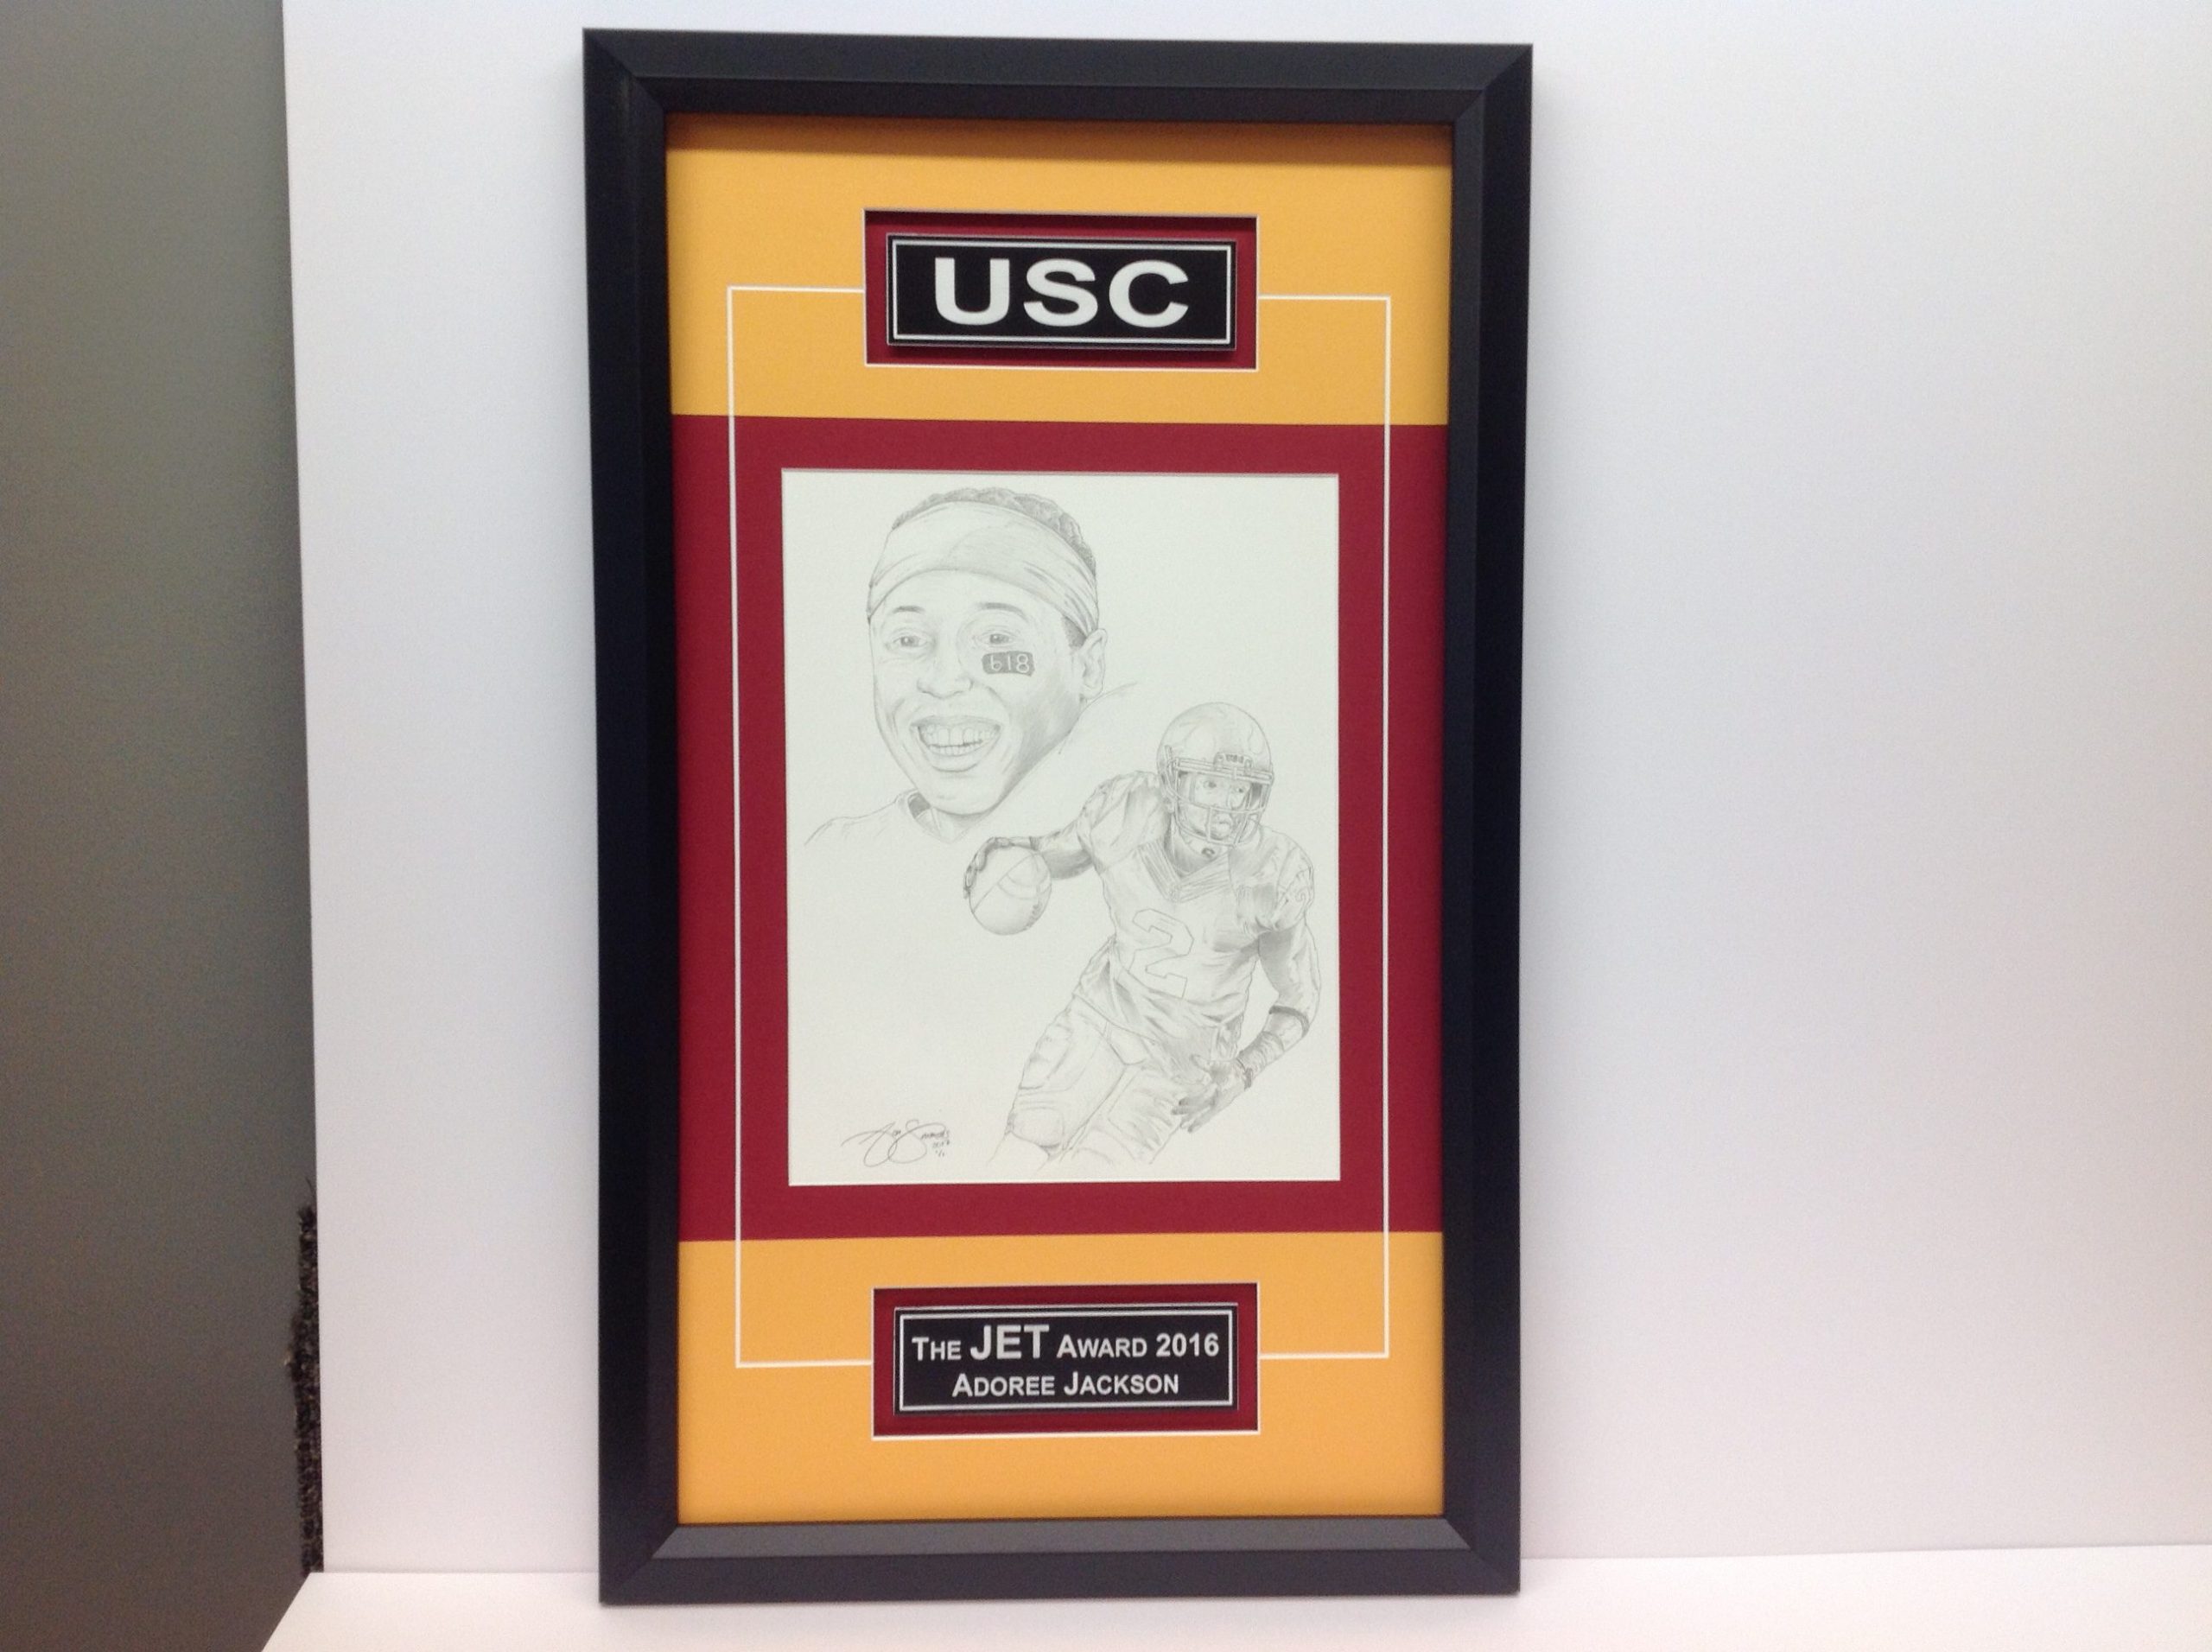 USC
618
2
THE JET AWARD 2016
ADOREE JACKSON